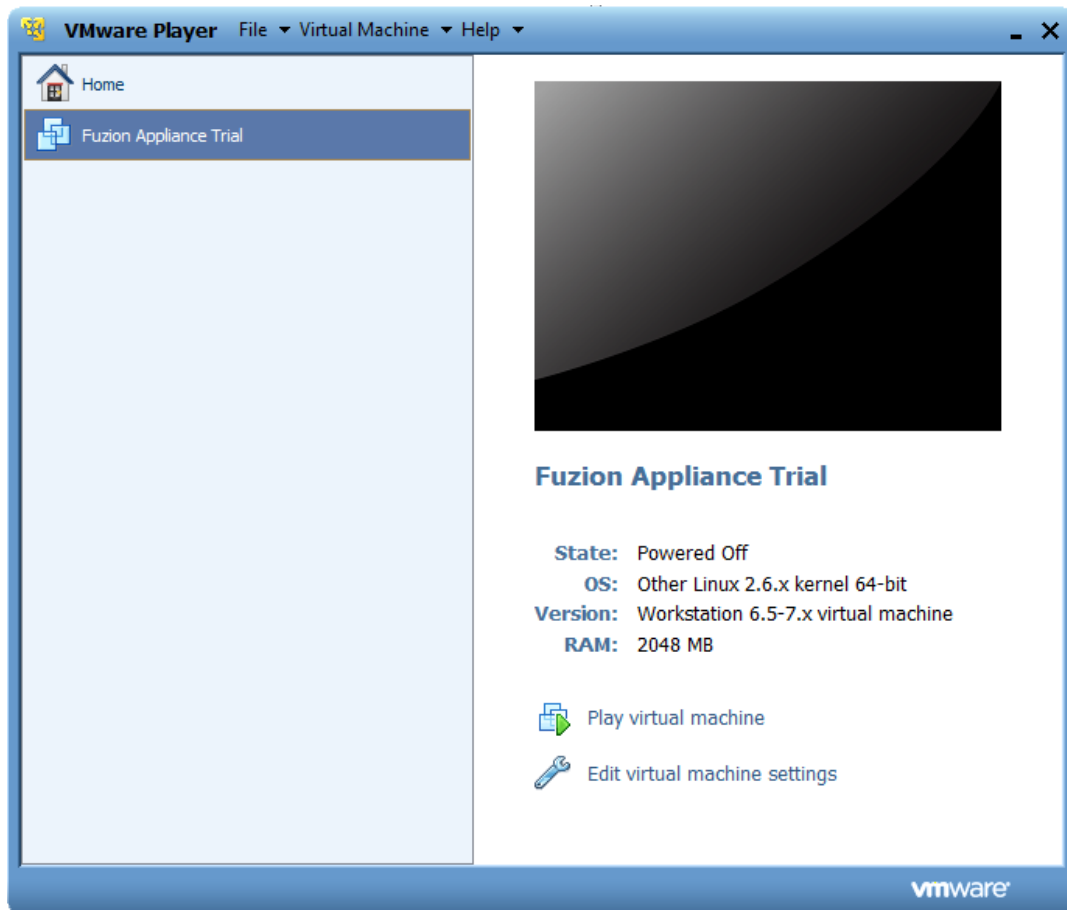 VMware Player File Virtual Machine Help
Home
Fuzion Appliance Trial
Fuzion Appliance Trial
State: Powered Off
OS: Other Linux 2.6.x kernel 64-bit
Version: Workstation 6.5-7.x virtual machine
RAM: 2048 MB
Play virtual machine
Edit virtual machine settings
vmware